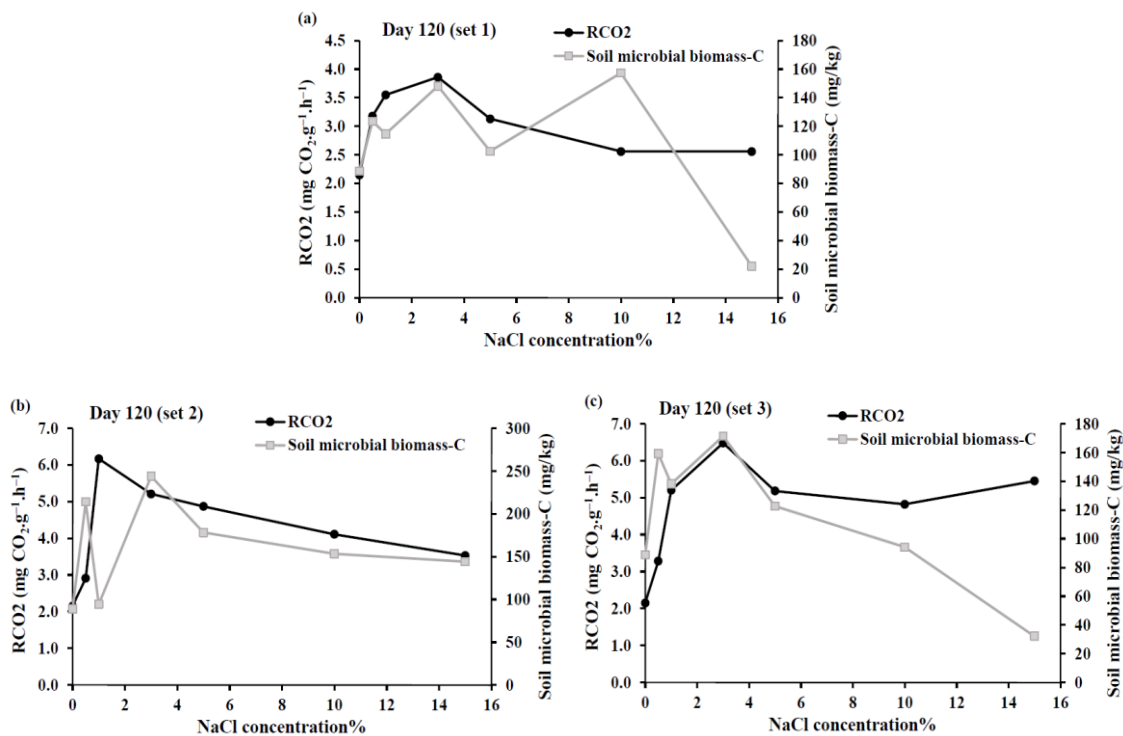 (a)
Day 120 (set 1)
RCO2
Soil microbial biomass-C
4.5
4.0
3.5
3.0
2.5
2.0
1.5
1.0
0.5
0.0
RCO2 (mg CO₂.g⁻¹.h⁻¹)
180
160
140
120
100
80
60
40
20
0
Soil microbial biomass-C (mg/kg)
0 2 4 6 8 10 12 14 16
NaCl concentration%
(b)
Day 120 (set 2)
RCO2
Soil microbial biomass-C
7.0
6.0
5.0
4.0
3.0
2.0
1.0
0.0
RCO2 (mg CO₂.g⁻¹.h⁻¹)
300
250
200
150
100
50
0
Soil microbial biomass-C (mg/kg)
0 2 4 6 8 10 12 14 16
NaCl concentration%
(c)
Day 120 (set 3)
RCO2
Soil microbial biomass-C
7.0
6.0
5.0
4.0
3.0
2.0
1.0
0.0
RCO2 (mg CO₂.g⁻¹.h⁻¹)
180
160
140
120
100
80
60
40
20
0
Soil microbial biomass-C (mg/kg)
0 2 4 6 8 10 12 14 16
NaCl concentration%